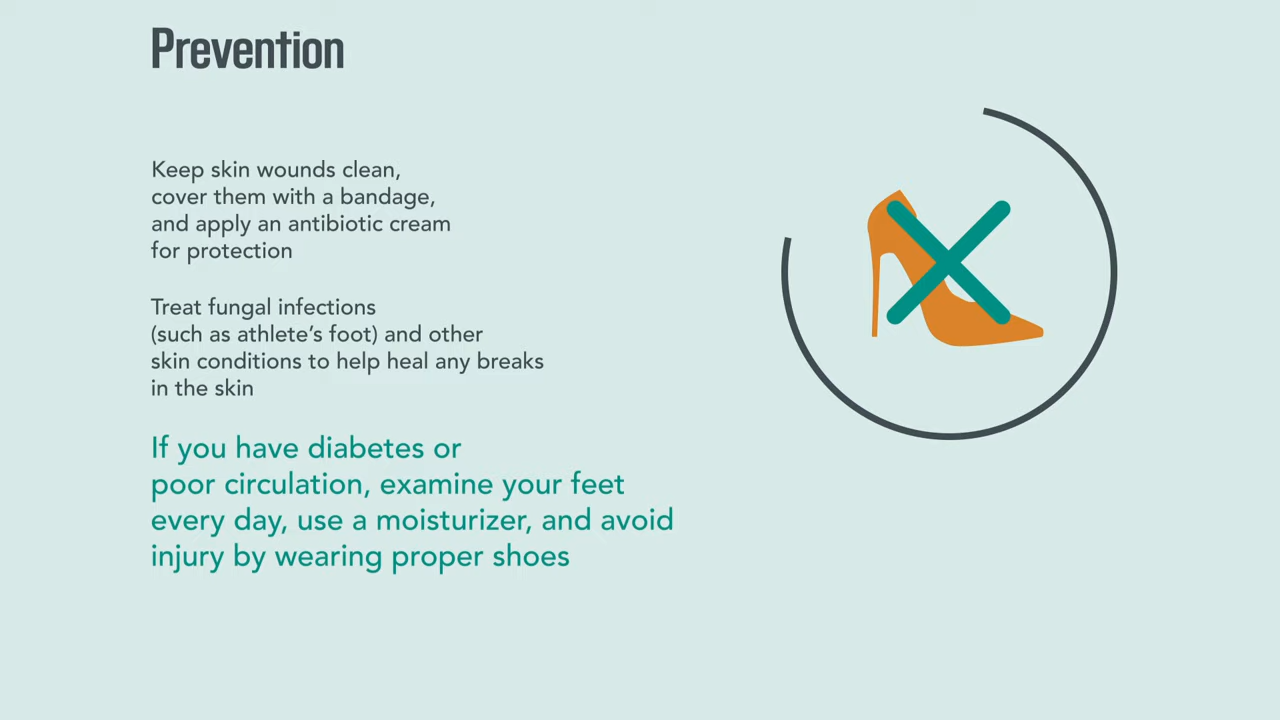 Prevention
Keep skin wounds clean,
cover them with a bandage,
and apply an antibiotic cream
for protection
Treat fungal infections
(such as athlete’s foot) and other
skin conditions to help heal any breaks
in the skin
If you have diabetes or
poor circulation, examine your feet
every day, use a moisturizer, and avoid
injury by wearing proper shoes